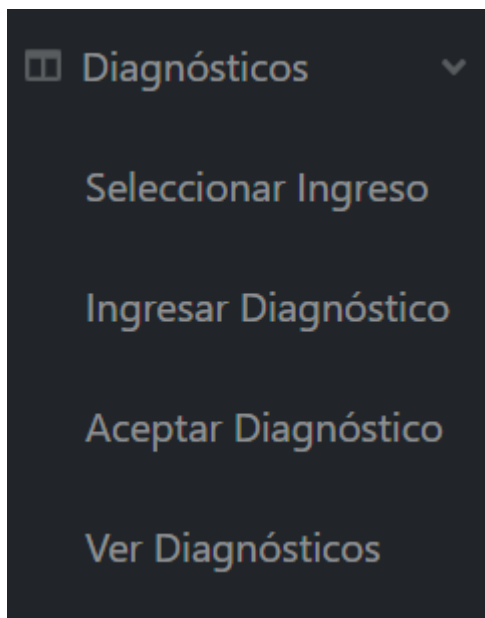 Diagnósticos
Seleccionar Ingreso
Ingresar Diagnóstico
Aceptar Diagnóstico
Ver Diagnósticos